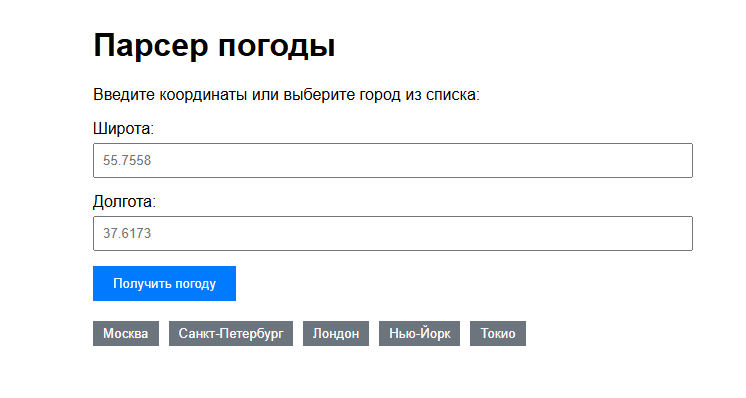 Парсер погоды
Введите координаты или выберите город из списка:
Широта:
55.7558
Долгота:
37.6173
Получить погоду
Москва Санкт-Петербург Лондон Нью-Йорк Токио